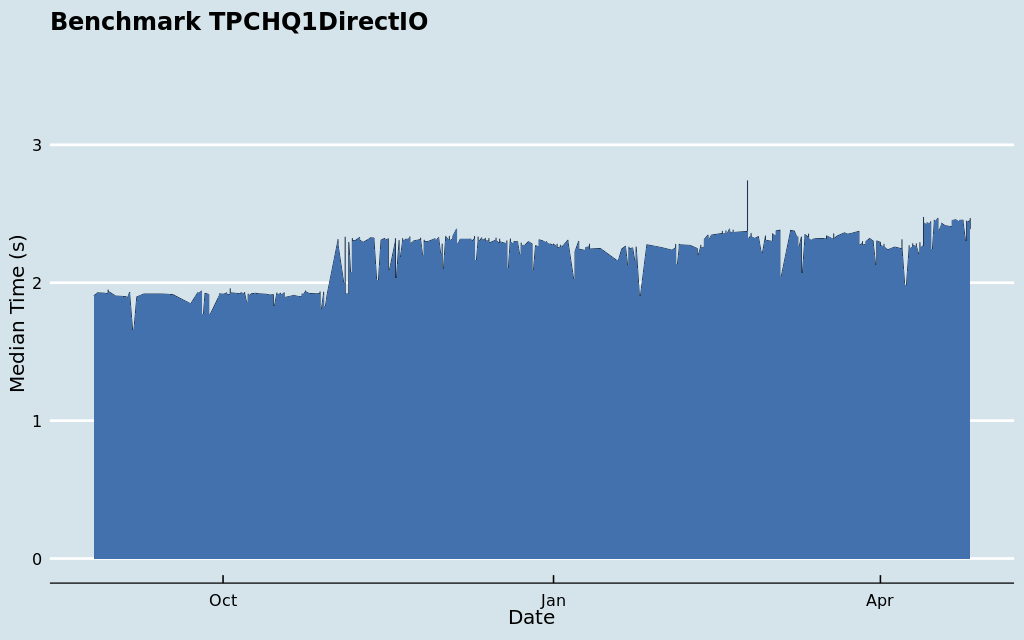 Benchmark TPCHQ1DirectIO
Median Time (s)
3
2
1
0
Oct
Jan
Apr
Date